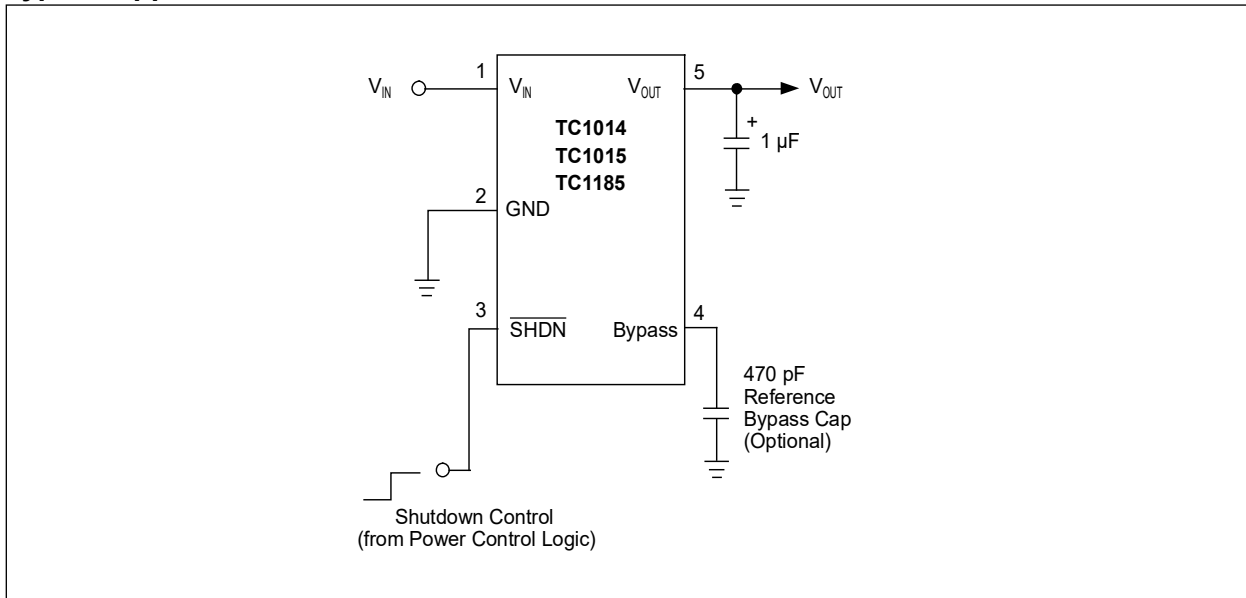 1
5
V_IN
V_IN
V_OUT
V_OUT
+
1 µF
TC1014
TC1015
TC1185
2
GND
3
SHDN
Bypass
4
470 pF
Reference
Bypass Cap
(Optional)
Shutdown Control
(from Power Control Logic)